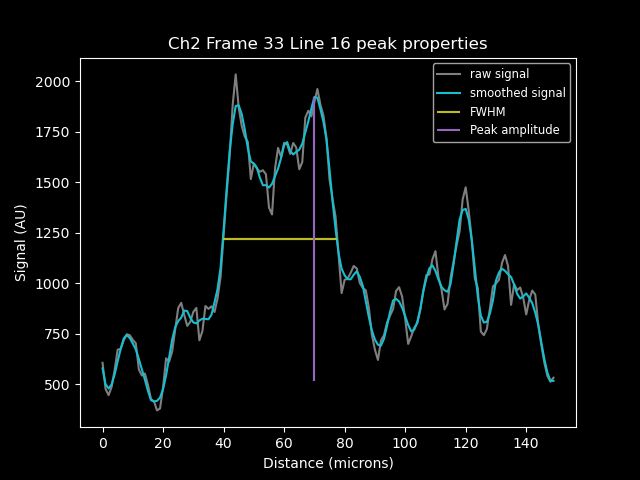 Ch2 Frame 33 Line 16 peak properties
raw signal
smoothed signal
FWHM
Peak amplitude
Signal (AU)
2000
1750
1500
1250
1000
750
500
0 20 40 60 80 100 120 140
Distance (microns)